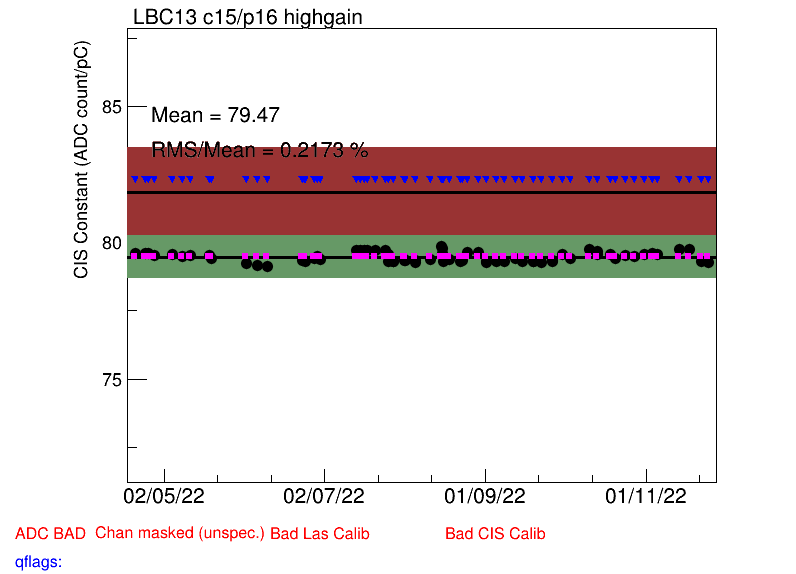 LBC13 c15/p16 highgain
CIS Constant (ADC count/pC)
85
Mean = 79.47
RMS/Mean = 0.2173 %
80
75
02/05/22 02/07/22 01/09/22 01/11/22
ADC BAD Chan masked (unspec.) Bad Las Calib Bad CIS Calib
qflags: